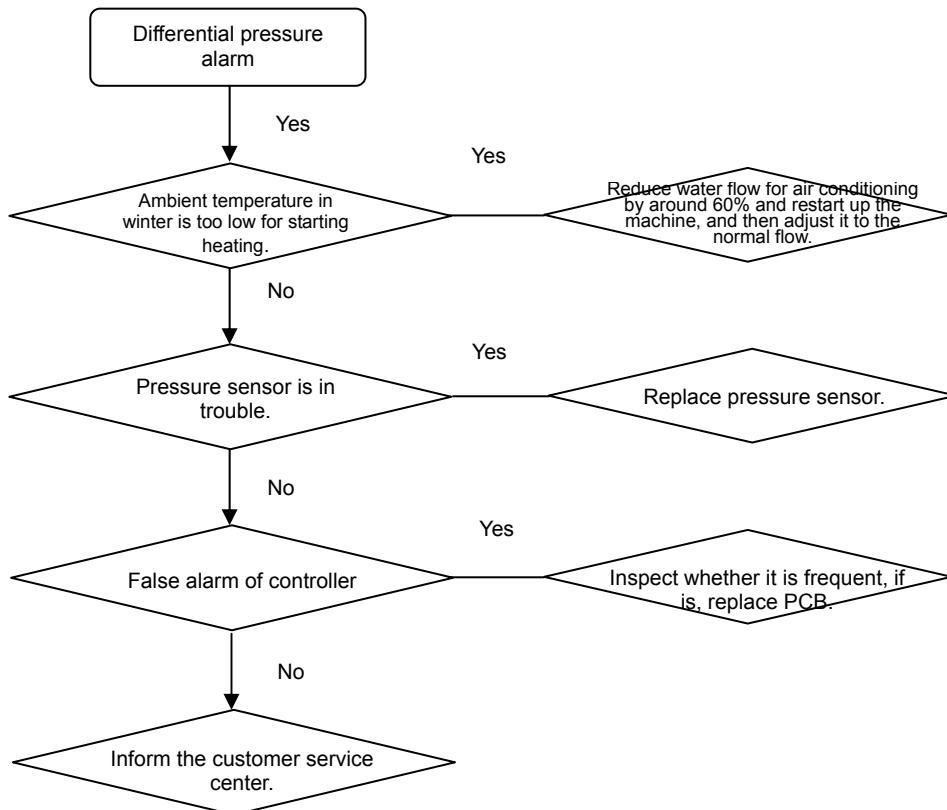 Differential pressure
alarm
Yes
Yes
Ambient temperature in
winter is too low for starting
heating.
Reduce water flow for air conditioning
by around 60% and restart up the
machine, and then adjust it to the
normal flow.
No
Yes
Pressure sensor is in
trouble.
Replace pressure sensor.
No
Yes
False alarm of controller
Inspect whether it is frequent, if
is, replace PCB.
No
Inform the customer service
center.